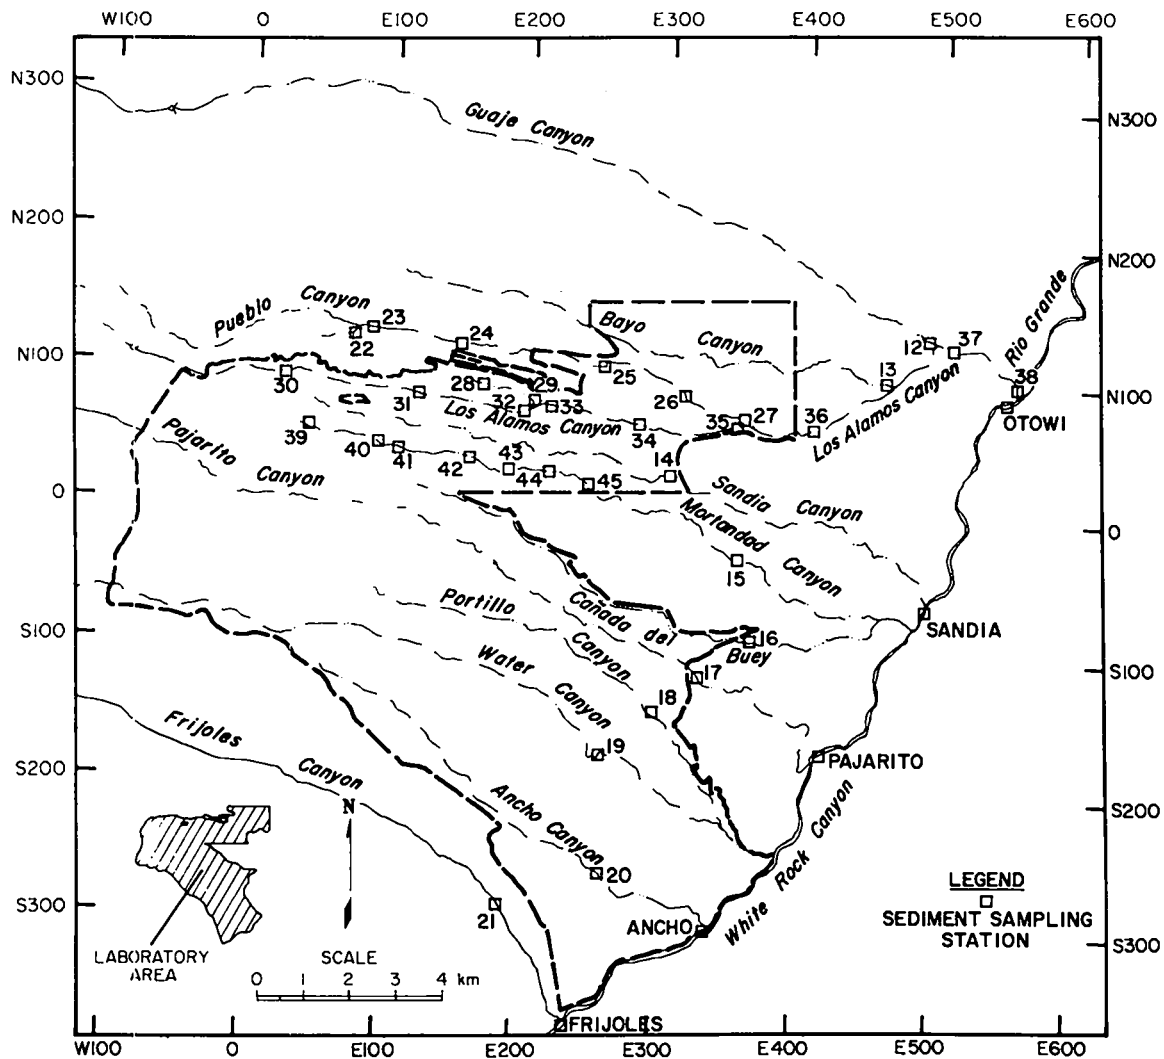 W100 0 E100 E200 E300 E400 E500 E600
N300
N300
Guaje Canyon
N200
N200
Rio Grande
Pueblo Canyon
Bayo Canyon
23
22
24
12
37
N100
N100
30
31
28
29
32
33
25
26
13
38
OTOWI
Los Alamos Canyon
34
35
27
36
Los Alamos Canyon
39
40
41
42
43
44
45
14
Pajarito Canyon
0
0
Sandia Canyon
Mortandad Canyon
15
Portillo Canyon
Cañada del Buey
16
S100
S100
SANDIA
Water Canyon
17
18
19
Frijoles Canyon
PAJARITO
S200
S200
N
Ancho Canyon
20
21
White Rock Canyon
S300
S300
ANCHO
LABORATORY
AREA
SCALE
0 1 2 3 4 km
LEGEND
SEDIMENT SAMPLING
STATION
FRIJOLES
W100 0 E100 E200 E300 E400 E500 E600